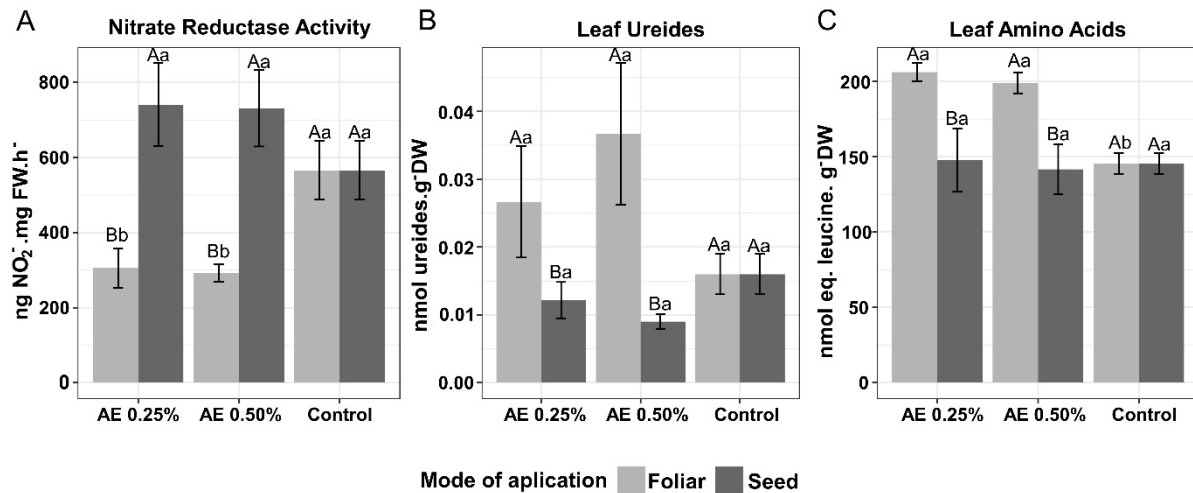 A
Nitrate Reductase Activity
ng NO₂⁻.mg FW.h⁻
800
600
400
200
0
Bb
Aa
Bb
Aa
Aa
Aa
AE 0.25%
AE 0.50%
Control
B
Leaf Ureides
nmol ureides.g⁻DW
0.04
0.03
0.02
0.01
0.00
Aa
Ba
Aa
Ba
Aa
Aa
AE 0.25%
AE 0.50%
Control
C
Leaf Amino Acids
nmol eq. leucine. g⁻DW
200
150
100
50
0
Aa
Ba
Aa
Ba
Ab
Aa
AE 0.25%
AE 0.50%
Control
Mode of aplication Foliar Seed